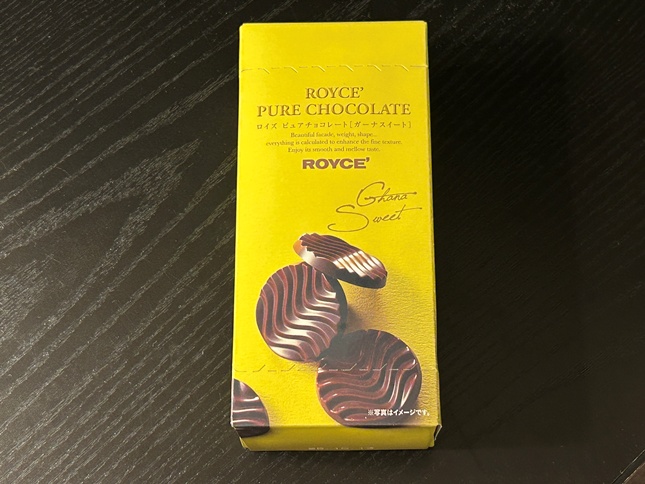 ROYCE'
PURE CHOCOLATE
ロイズ ピュアチョコレート[ガーナスイート]
Beautiful facade, weight, shape...
everything is calculated to enhance the fine texture.
Enjoy its smooth and mellow taste.
ROYCE'
Ghana
Sweet
※写真はイメージです。